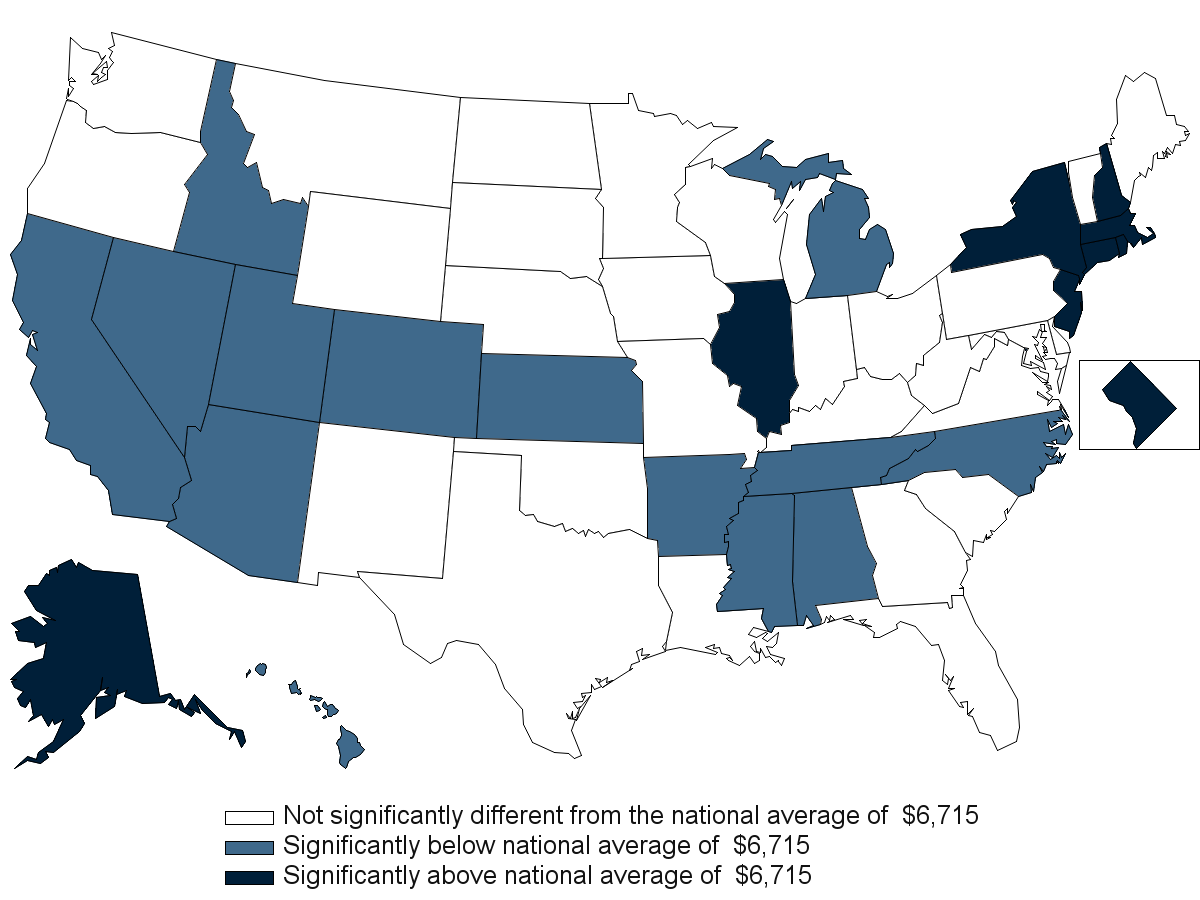 Not significantly different from the national average of $6,715
Significantly below national average of $6,715
Significantly above national average of $6,715